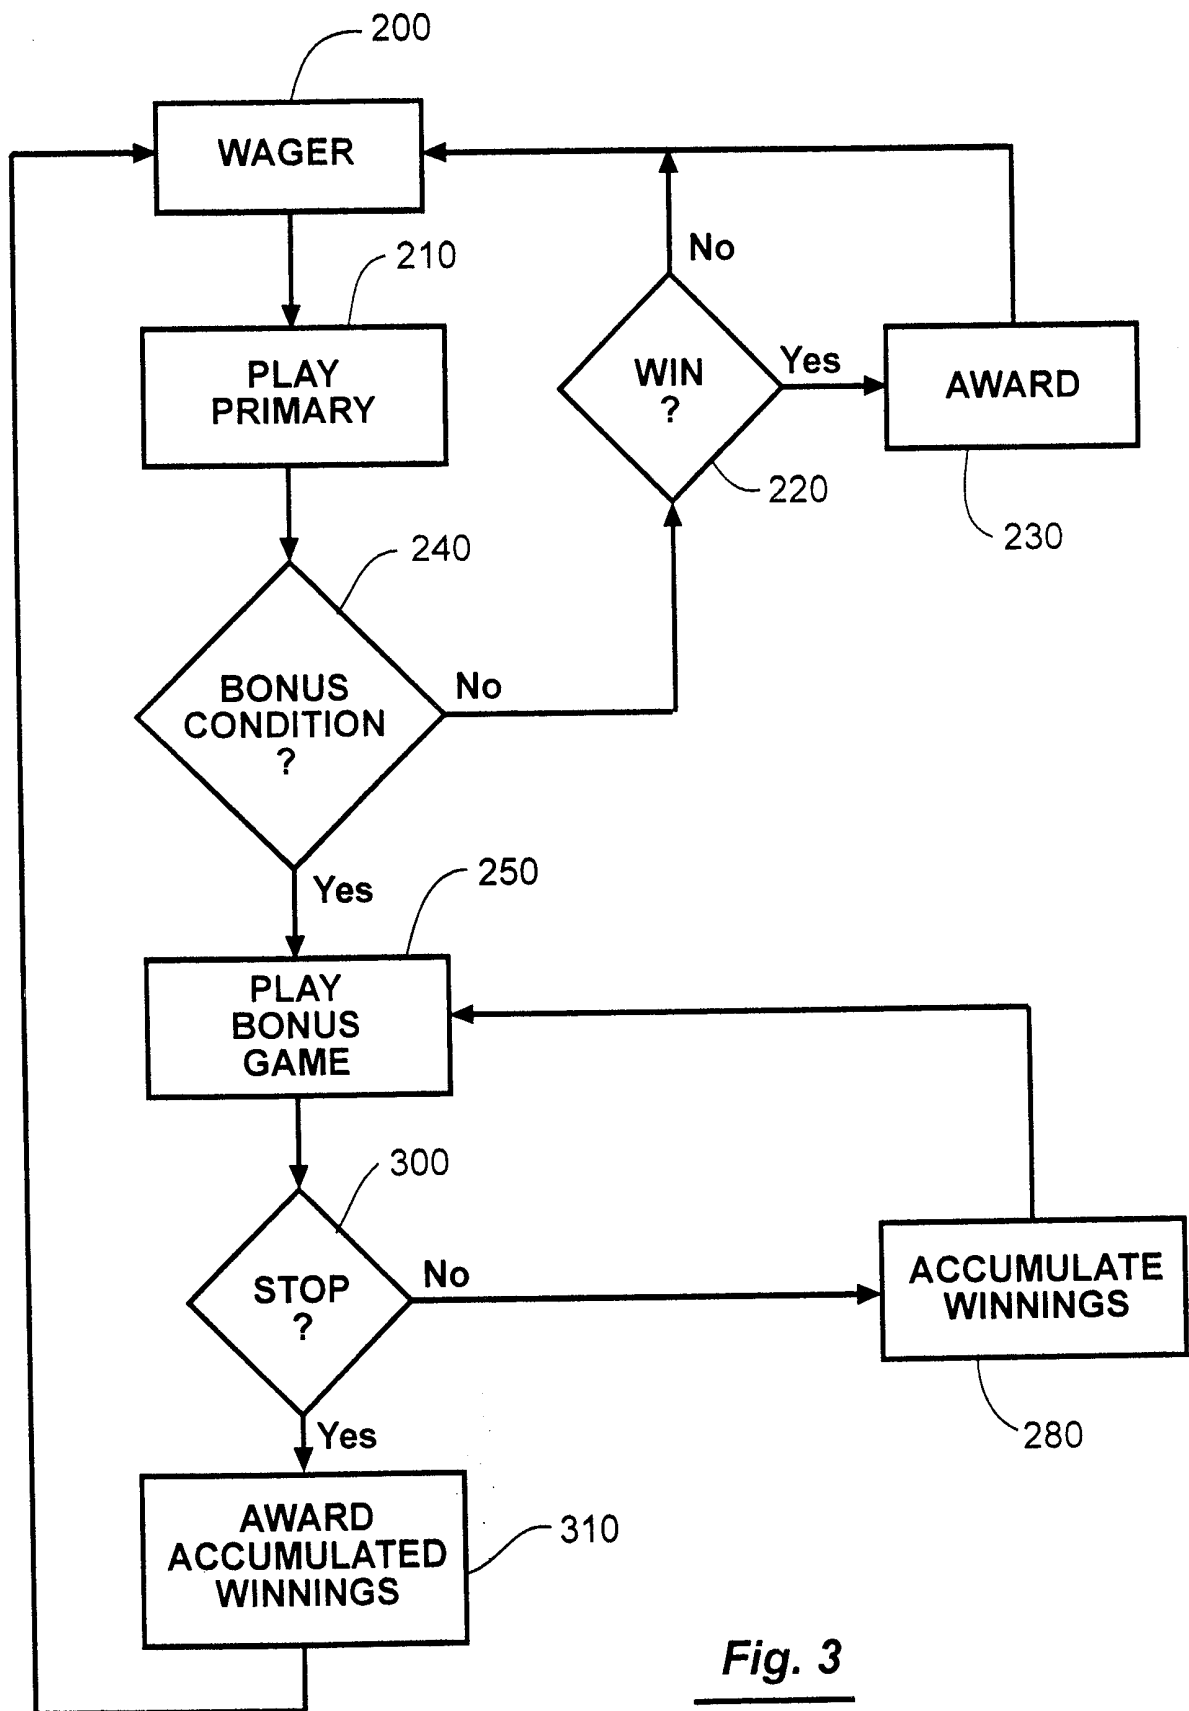 200
WAGER
210
PLAY
PRIMARY
No
WIN
?
Yes
AWARD
220
230
240
BONUS
CONDITION
?
No
Yes
250
PLAY
BONUS
GAME
300
STOP
?
No
ACCUMULATE
WINNINGS
280
Yes
AWARD
ACCUMULATED
WINNINGS
310
Fig. 3